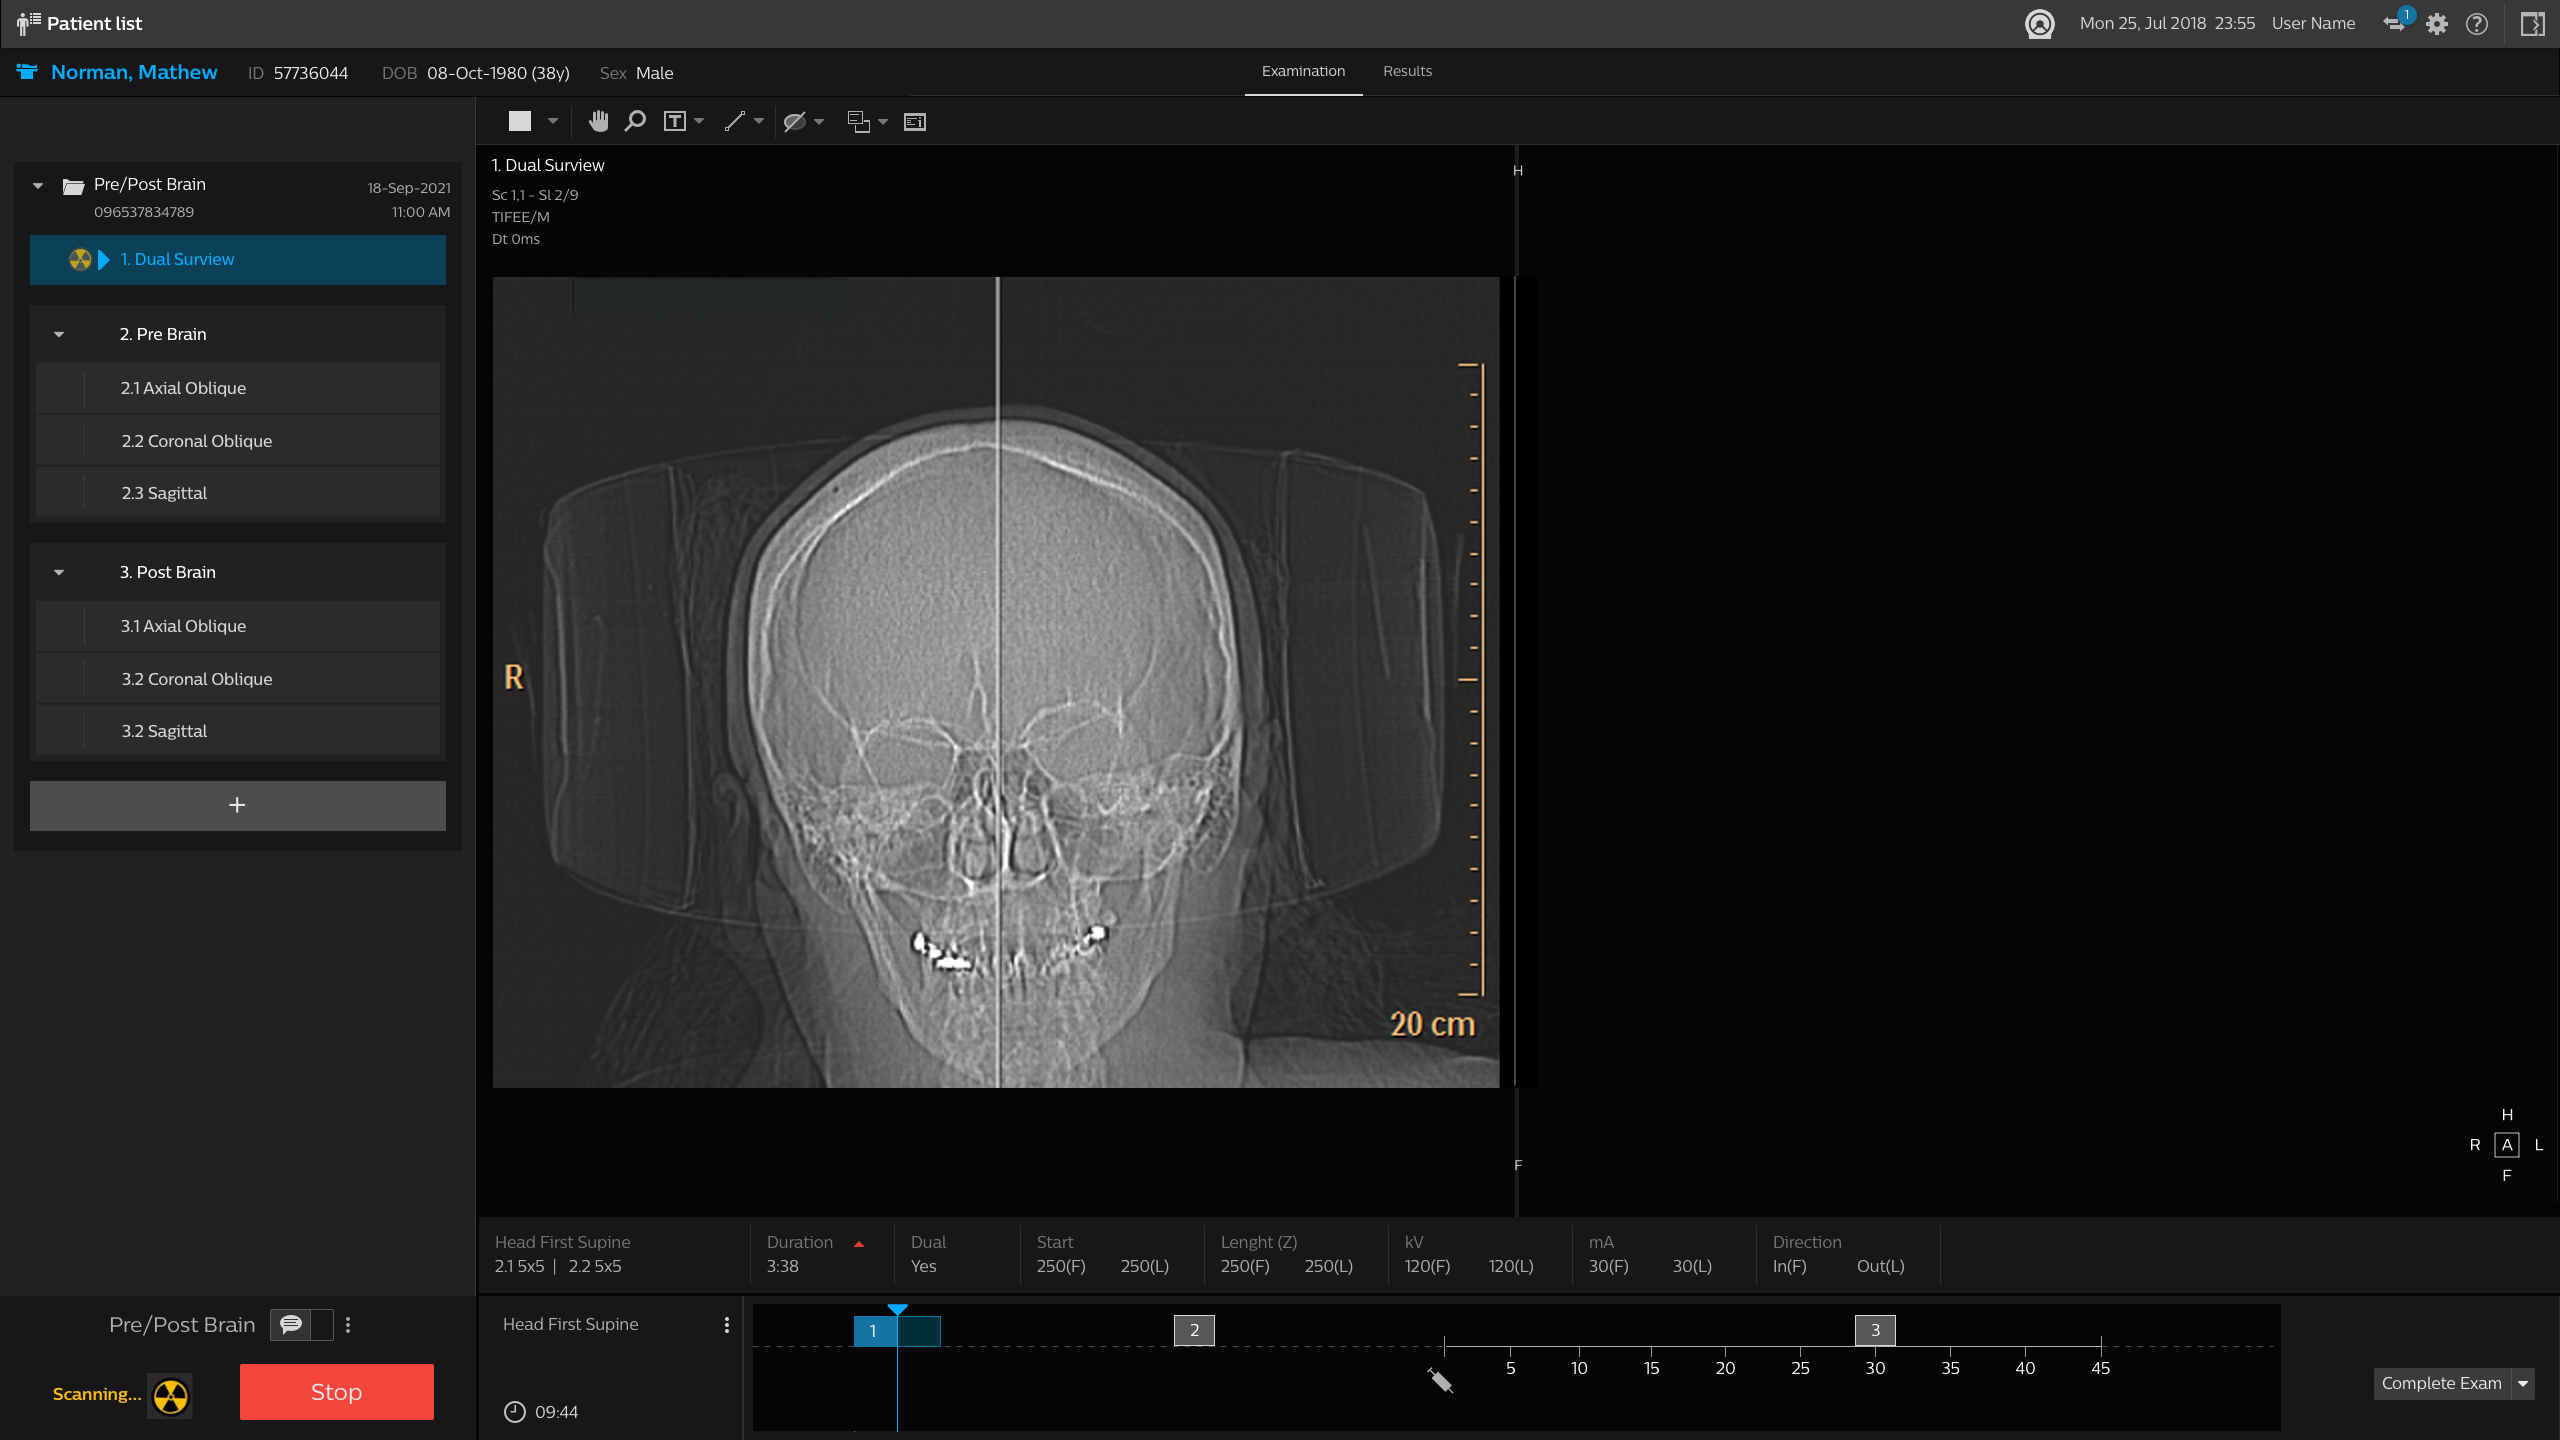 Patient list
Mon 25, Jul 2018 23:55 User Name 1
Norman, Mathew ID 57736044 DOB 08-Oct-1980 (38y) Sex Male
Examination Results
T
Pre/Post Brain 18-Sep-2021
096537834789 11:00 AM
1. Dual Surview
2. Pre Brain
2.1 Axial Oblique
2.2 Coronal Oblique
2.3 Sagittal
3. Post Brain
3.1 Axial Oblique
3.2 Coronal Oblique
3.2 Sagittal
+
1. Dual Surview
Sc 1,1 - Sl 2/9
TIFEE/M
Dt 0ms
H
R
20 cm
F
H
R A L
F
Head First Supine
2.1 5x5 | 2.2 5x5
Duration
3:38
Dual
Yes
Start
250(F) 250(L)
Lenght (Z)
250(F) 250(L)
kV
120(F) 120(L)
mA
30(F) 30(L)
Direction
In(F) Out(L)
Pre/Post Brain
Scanning...
Stop
Head First Supine
09:44
1 2 3
5 10 15 20 25 30 35 40 45
Complete Exam